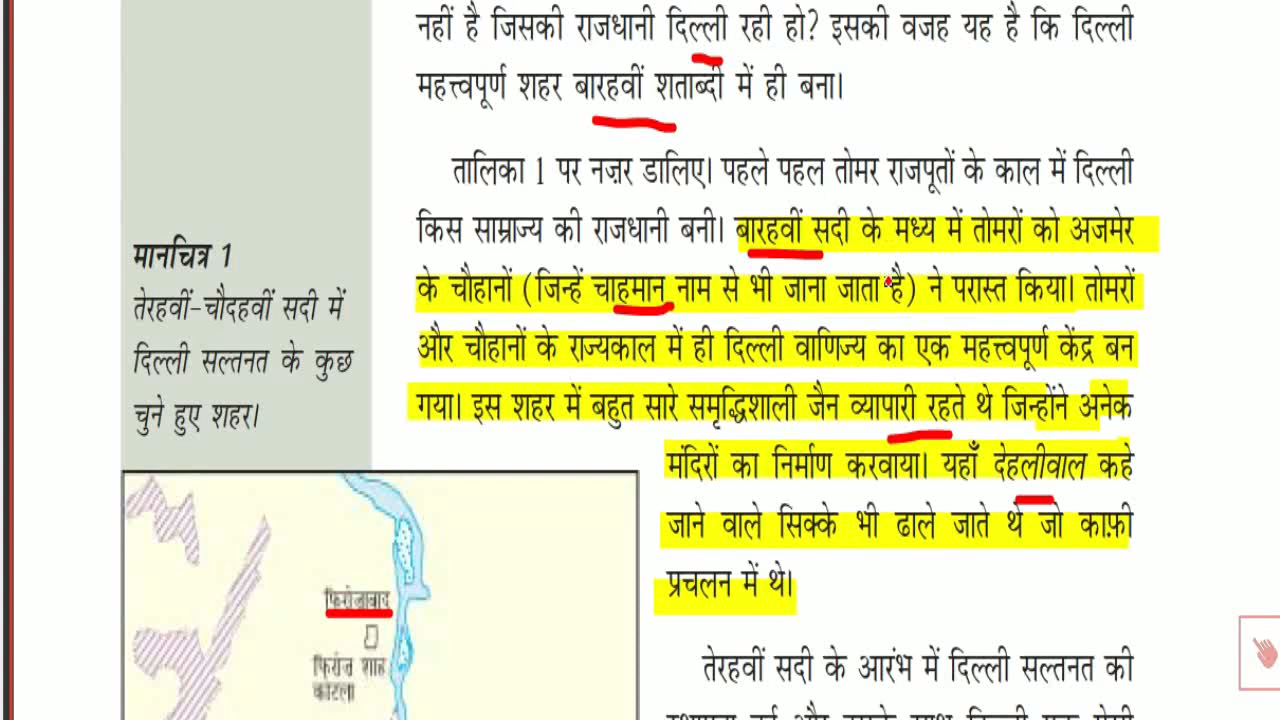 नहीं है जिसकी राजधानी दिल्ली रही हो? इसकी वजह यह है कि दिल्ली
महत्त्वपूर्ण शहर बारहवीं शताब्दी में ही बना।
तालिका 1 पर नज़र डालिए। पहले पहल तोमर राजपूतों के काल में दिल्ली
किस साम्राज्य की राजधानी बनी। बारहवीं सदी के मध्य में तोमरों को अजमेर
के चौहानों (जिन्हें चाहमान नाम से भी जाना जाता है) ने परास्त किया। तोमरों
और चौहानों के राज्यकाल में ही दिल्ली वाणिज्य का एक महत्त्वपूर्ण केंद्र बन
गया। इस शहर में बहुत सारे समृद्धिशाली जैन व्यापारी रहते थे जिन्होंने अनेक
मंदिरों का निर्माण करवाया। यहाँ देहलीवाल कहे
जाने वाले सिक्के भी ढाले जाते थे जो काफ़ी
प्रचलन में थे।
तेरहवीं सदी के आरंभ में दिल्ली सल्तनत की
मानचित्र 1
तेरहवीं-चौदहवीं सदी में
दिल्ली सल्तनत के कुछ
चुने हुए शहर।
फिरोज़ाबाद
फिरोज़ शाह
कोटला